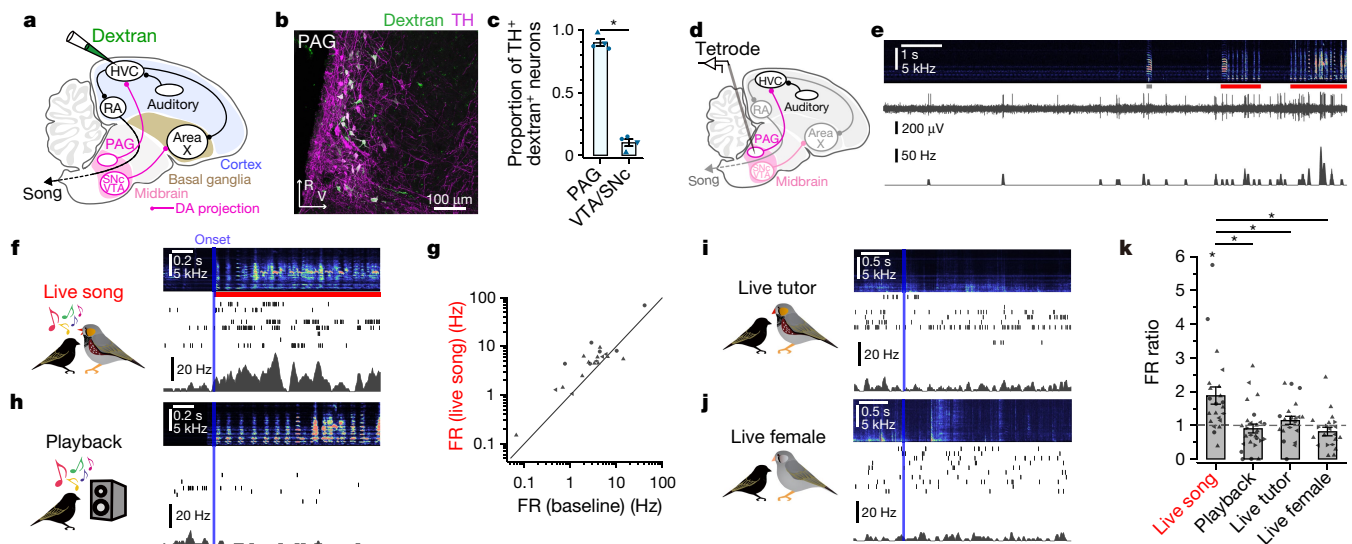 a
Dextran
HVC
RA
Auditory
PAG
Area
X
SNc
VTA
Cortex
Basal ganglia
Midbrain
Song
DA projection
b
Dextran TH
PAG
R
V
100 μm
c
*
Proportion of TH+
dextran+ neurons
1.0
0.5
0
PAG
VTA/SNc
d
Tetrode
HVC
Auditory
RA
PAG
Area
X
SNc
VTA
Song
Midbrain
e
1 s
5 kHz
200 μV
50 Hz
f
Onset
Live song
0.2 s
5 kHz
20 Hz
g
FR (live song) (Hz)
100
10
1
0.1
0.1 1 10 100
FR (baseline) (Hz)
h
Playback
0.2 s
5 kHz
20 Hz
i
Live tutor
0.5 s
5 kHz
20 Hz
j
Live female
0.5 s
5 kHz
20 Hz
k
*
*
*
*
FR ratio
6
5
4
3
2
1
0
Live song
Playback
Live tutor
Live female